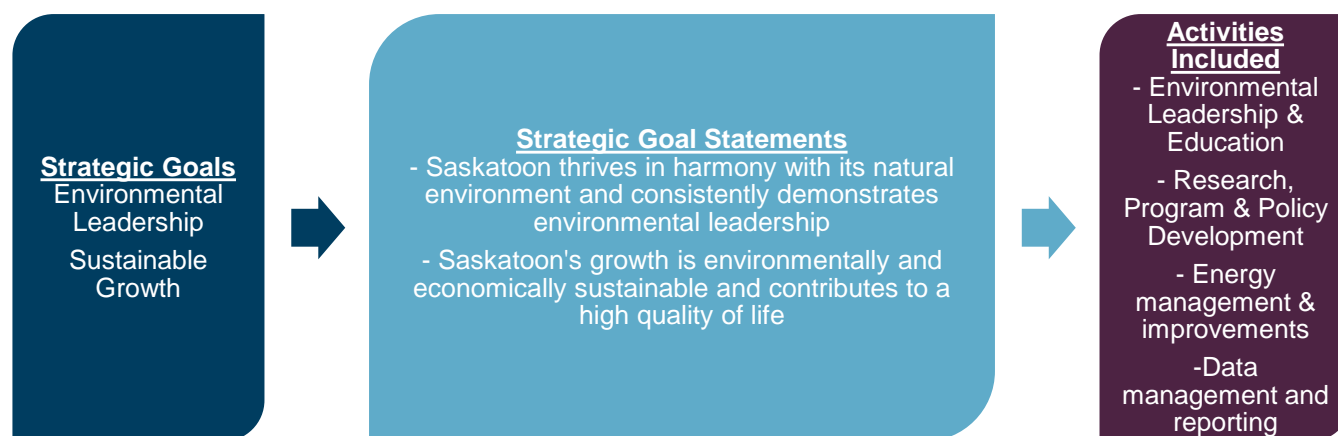 Strategic Goals
Environmental
Leadership
Sustainable
Growth
Strategic Goal Statements
- Saskatoon thrives in harmony with its natural
environment and consistently demonstrates
environmental leadership
- Saskatoon's growth is environmentally and
economically sustainable and contributes to a
high quality of life
Activities
Included
- Environmental
Leadership &
Education
- Research,
Program & Policy
Development
- Energy
management &
improvements
-Data
management and
reporting